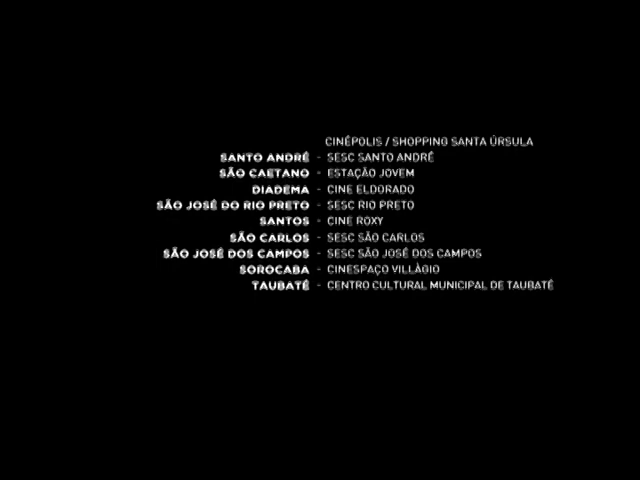 CINÉPOLIS / SHOPPING SANTA ÚRSULA
SANTO ANDRÉ - SESC SANTO ANDRÉ
SÃO CAETANO - ESTAÇÃO JOVEM
DIADEMA - CINE ELDORADO
SÃO JOSÉ DO RIO PRETO - SESC RIO PRETO
SANTOS - CINE ROXY
SÃO CARLOS - SESC SÃO CARLOS
SÃO JOSÉ DOS CAMPOS - SESC SÃO JOSÉ DOS CAMPOS
SOROCABA - CINESPAÇO VILLÀGIO
TAUBATÉ - CENTRO CULTURAL MUNICIPAL DE TAUBATÉ